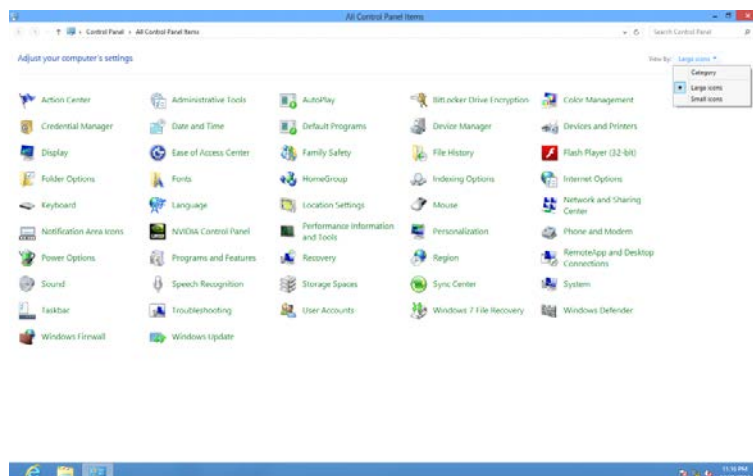 All Control Panel Items
Control Panel All Control Panel Items
Search Control Panel
Adjust your computer's settings
View by: Large icons
Category
Large icons
Small icons
Action Center Administrative Tools AutoPlay BitLocker Drive Encryption Color Management
Credential Manager Date and Time Default Programs Device Manager Devices and Printers
Display Ease of Access Center Family Safety File History Flash Player (32-bit)
Folder Options Fonts HomeGroup Indexing Options Internet Options
Keyboard Language Location Settings Mouse Network and Sharing
Center
Notification Area Icons NVIDIA Control Panel Performance Information
and Tools
Personalization Phone and Modem
Power Options Programs and Features Recovery Region RemoteApp and Desktop
Connections
Sound Speech Recognition Storage Spaces Sync Center System
Taskbar Troubleshooting User Accounts Windows 7 File Recovery Windows Defender
Windows Firewall Windows Update